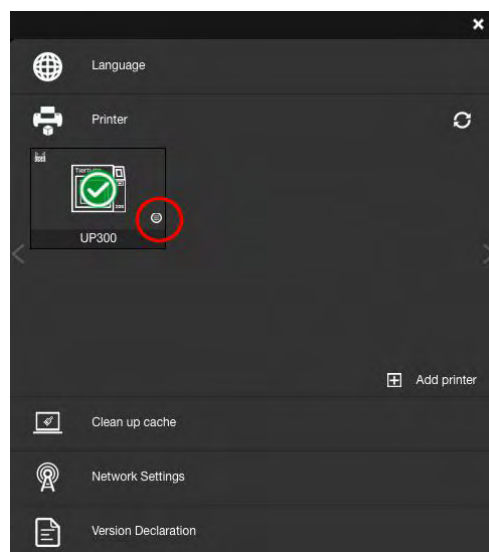 Language
Printer
UP300
Add printer
Clean up cache
Network Settings
Version Declaration